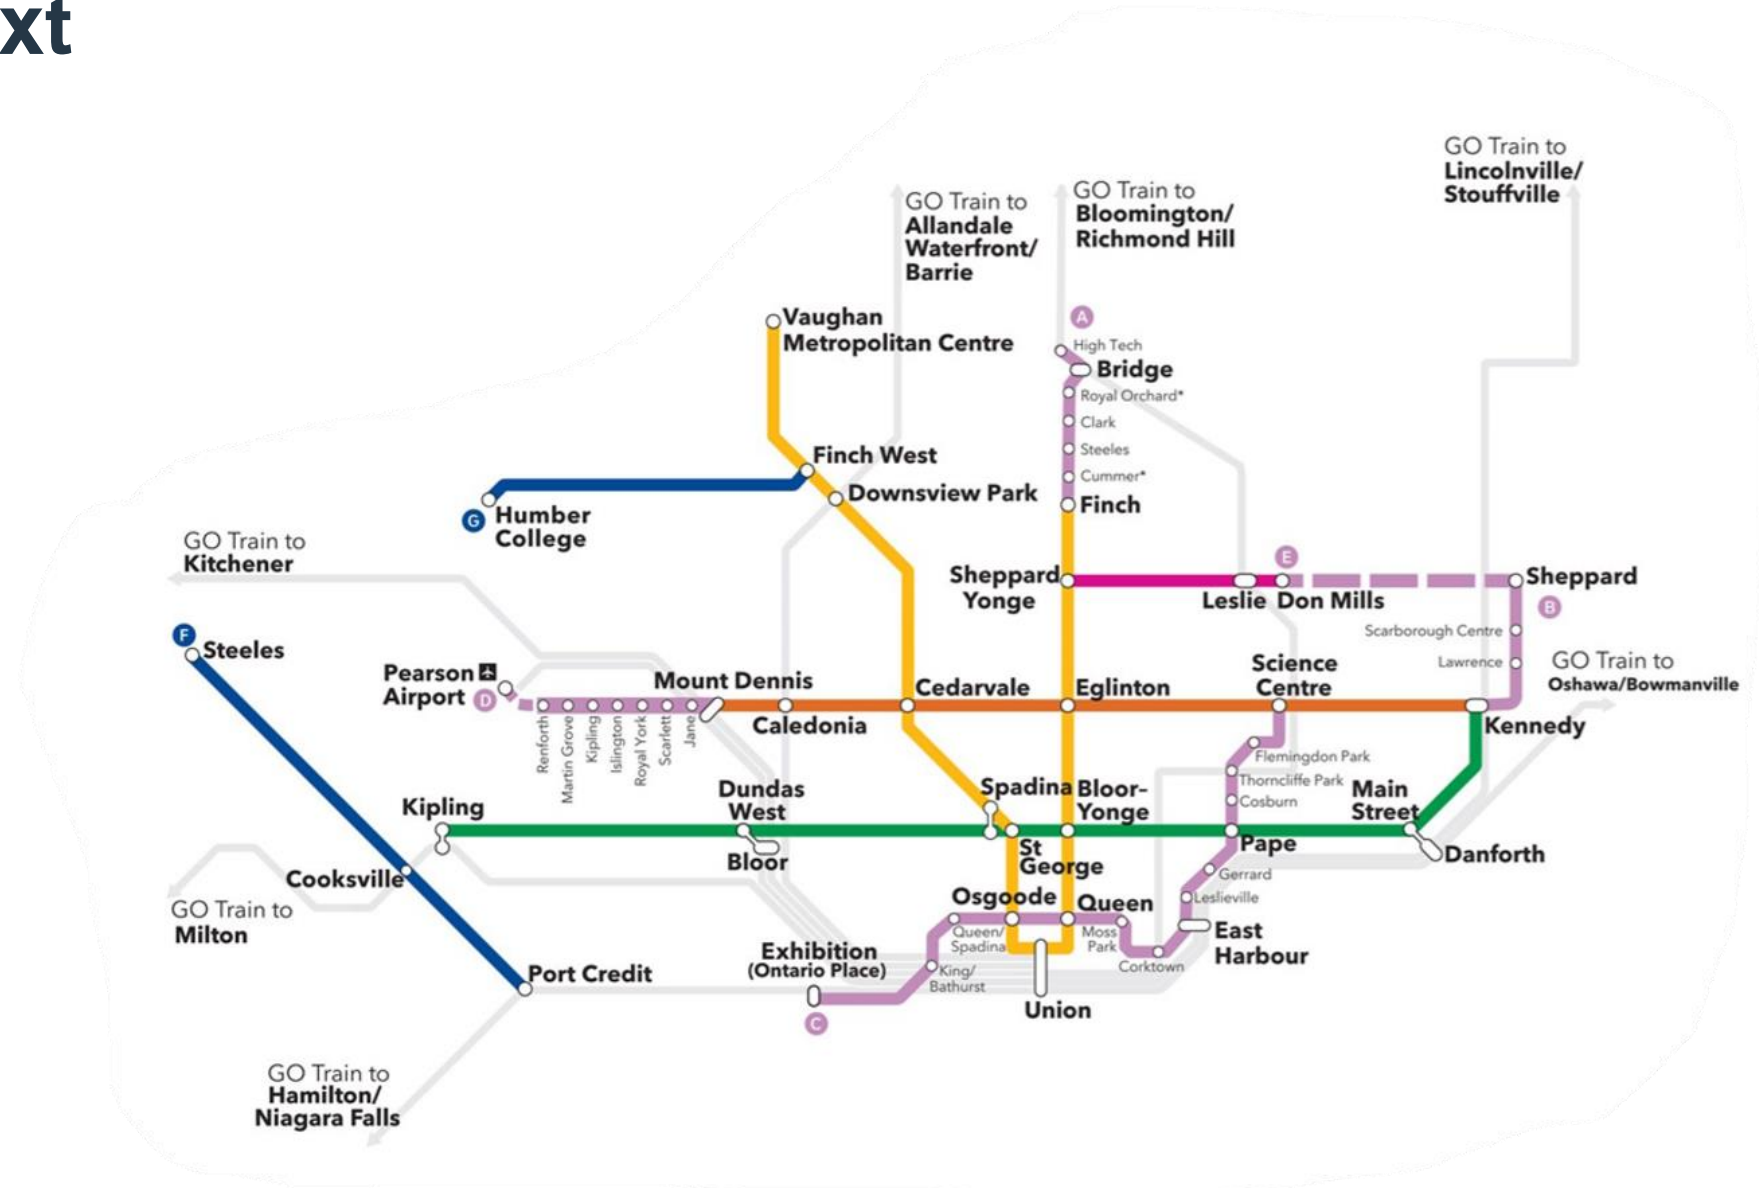 xt
GO Train to
Lincolnville/
Stouffville
GO Train to
Allandale
Waterfront/
Barrie
GO Train to
Bloomington/
Richmond Hill
A
High Tech
Bridge
Royal Orchard*
Clark
Steeles
Cummer*
Finch
Vaughan
Metropolitan Centre
Finch West
Downsview Park
G
Humber
College
GO Train to
Kitchener
Sheppard
Yonge
E
Leslie
Don Mills
Sheppard
B
Scarborough Centre
Lawrence
GO Train to
Oshawa/Bowmanville
F
Steeles
Pearson
Airport
D
Renforth
Martin Grove
Kipling
Islington
Royal York
Scarlett
Jane
Mount Dennis
Caledonia
Cedarvale
Eglinton
Science
Centre
Kennedy
Flemingdon Park
Thorncliffe Park
Cosburn
Kipling
Dundas
West
Bloor
Spadina
Bloor-
Yonge
St
George
Main
Street
Danforth
Pape
Gerrard
Leslieville
East
Harbour
Cooksville
GO Train to
Milton
Osgoode
Queen
Queen/
Spadina
Moss
Park
Corktown
King/
Bathurst
Exhibition
(Ontario Place)
C
Union
Port Credit
GO Train to
Hamilton/
Niagara Falls